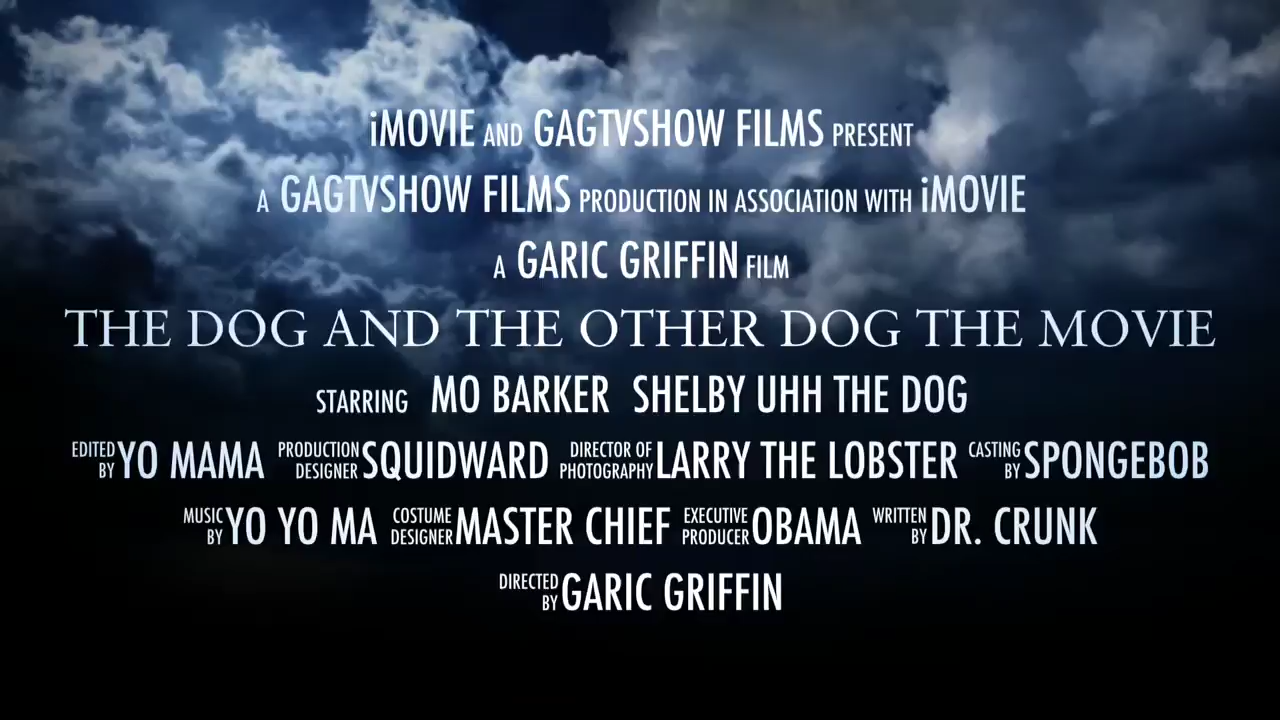 iMOVIE AND GAGTVSHOW FILMS PRESENT
A GAGTVSHOW FILMS PRODUCTION IN ASSOCIATION WITH iMOVIE
A GARIC GRIFFIN FILM
THE DOG AND THE OTHER DOG THE MOVIE
STARRING MO BARKER SHELBY UHH THE DOG
EDITED BY YO MAMA PRODUCTION DESIGNER SQUIDWARD DIRECTOR OF PHOTOGRAPHY LARRY THE LOBSTER CASTING BY SPONGEBOB
MUSIC BY YO YO MA COSTUME DESIGNER MASTER CHIEF EXECUTIVE PRODUCER OBAMA WRITTEN BY DR. CRUNK
DIRECTED BY GARIC GRIFFIN